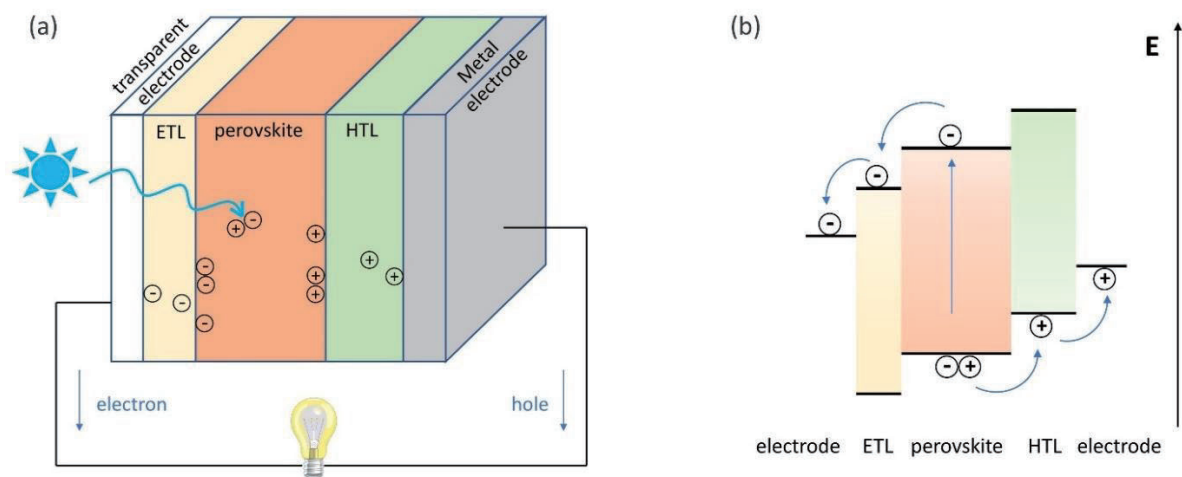 (a)
transparent
electrode
Metal
electrode
ETL
perovskite
HTL
electron
hole
(b)
E
electrode ETL perovskite HTL electrode